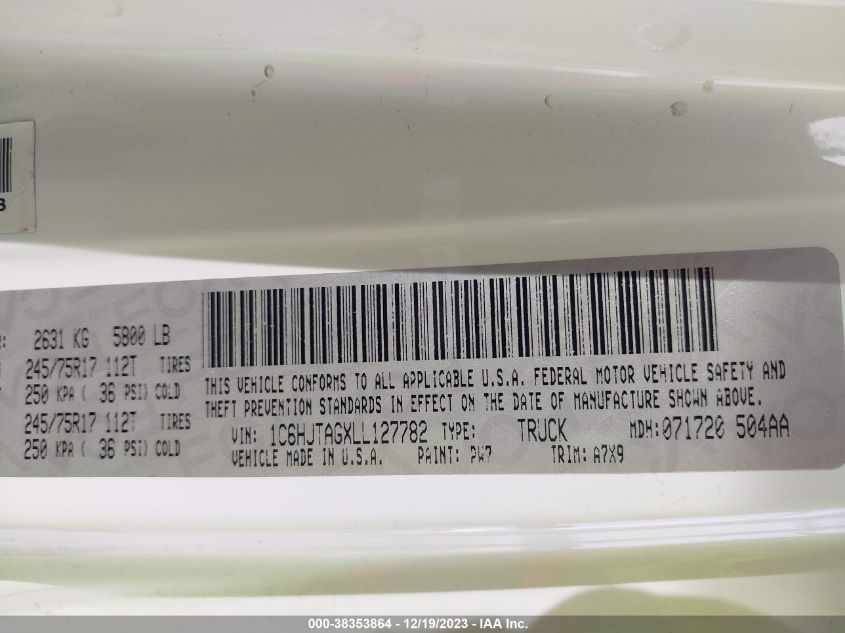 8
2631 KG 5800 LB
245/75R17 112T TIRES
250 KPA ( 36 PSI) COLD
245/75R17 112T TIRES
250 KPA ( 36 PSI) COLD
THIS VEHICLE CONFORMS TO ALL APPLICABLE U.S.A. FEDERAL MOTOR VEHICLE SAFETY AND
THEFT PREVENTION STANDARDS IN EFFECT ON THE DATE OF MANUFACTURE SHOWN ABOVE.
VIN: 1C6HJTAGXLL127782 TYPE: TRUCK MDH:071720 504AA
VEHICLE MADE IN U.S.A. PAINT: PW7 TRIM: A7X9
000-38353864 - 12/19/2023 - IAA Inc.